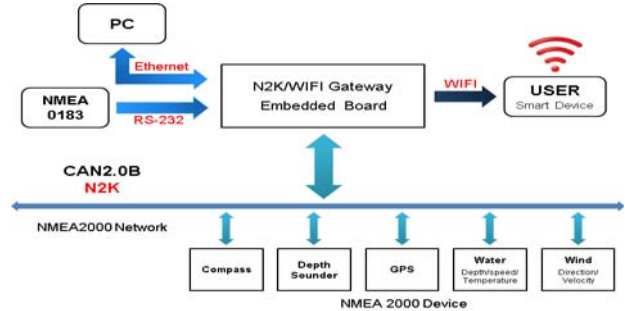 PC
Ethernet
NMEA
0183
RS-232
N2K/WIFI Gateway
Embedded Board
WIFI
USER
Smart Device
CAN2.0B
N2K
NMEA2000 Network
Compass
Depth
Sounder
GPS
Water
Depth/speed/
Temperature
Wind
Direction/
Velocity
NMEA 2000 Device